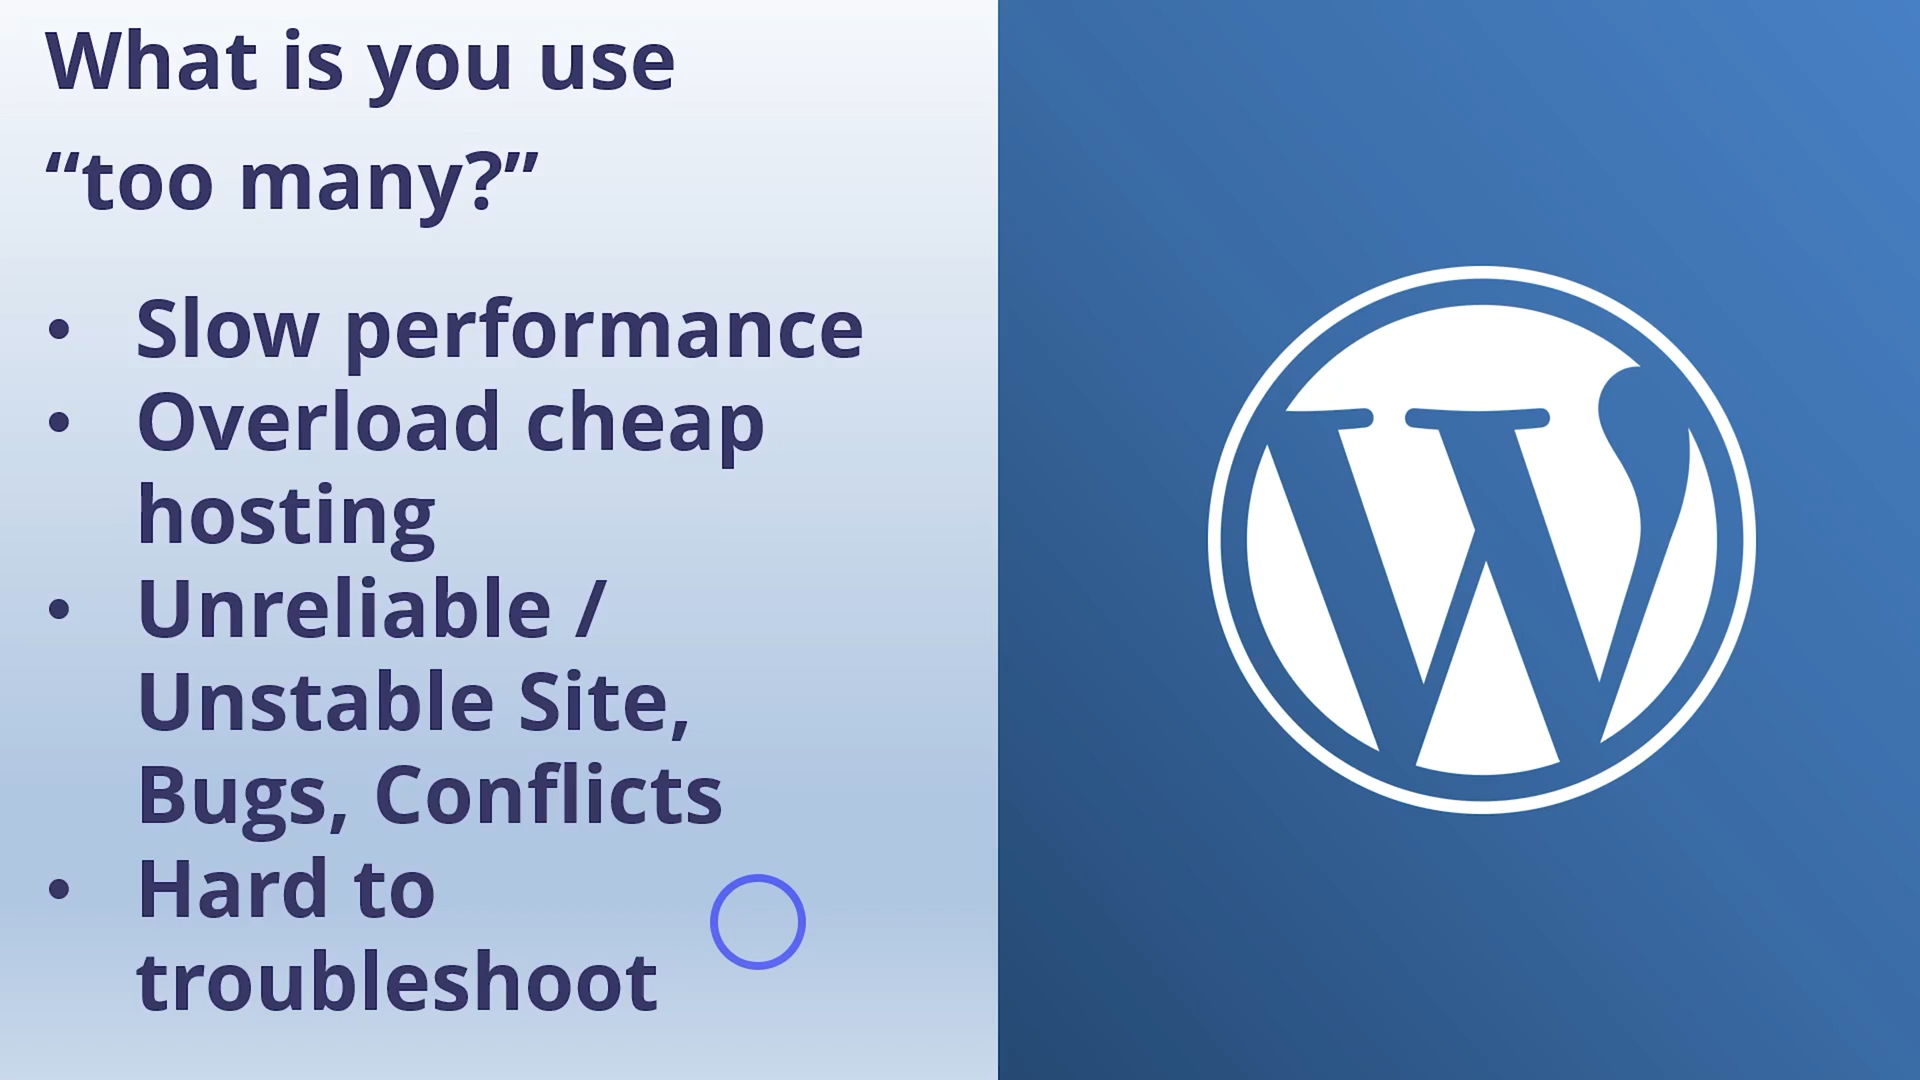 What is you use
“too many?”
• Slow performance
• Overload cheap
hosting
• Unreliable /
Unstable Site,
Bugs, Conflicts
• Hard to
troubleshoot